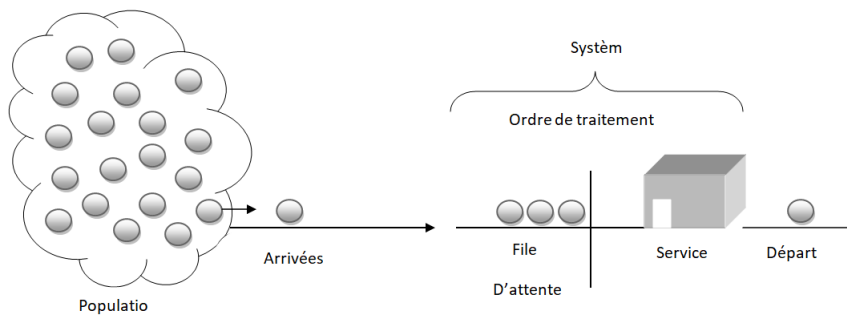 Systèm
Ordre de traitement
Arrivées
File
D'attente
Service
Départ
Populatio